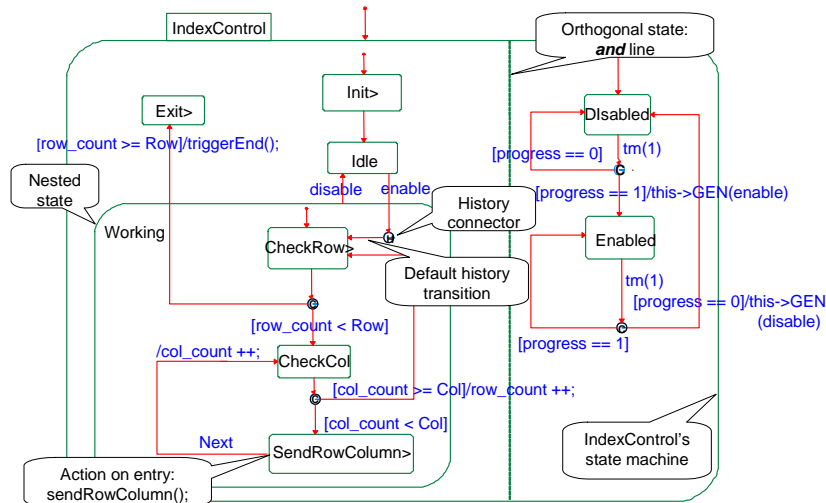 IndexControl
Orthogonal state:
and line
Init>
Exit>
DIsabled
[row_count >= Row]/triggerEnd();
tm(1)
[progress == 0]
Idle
Nested
state
disable
enable
[progress == 1]/this->GEN(enable)
History
connector
Working
H
CheckRow>
Enabled
Default history
transition
tm(1)
[progress == 0]/this->GEN
(disable)
C
C
C
[row_count < Row]
[progress == 1]
/col_count ++;
CheckCol
[col_count >= Col]/row_count ++;
C
[col_count < Col]
Next
SendRowColumn>
IndexControl's
state machine
Action on entry:
sendRowColumn();